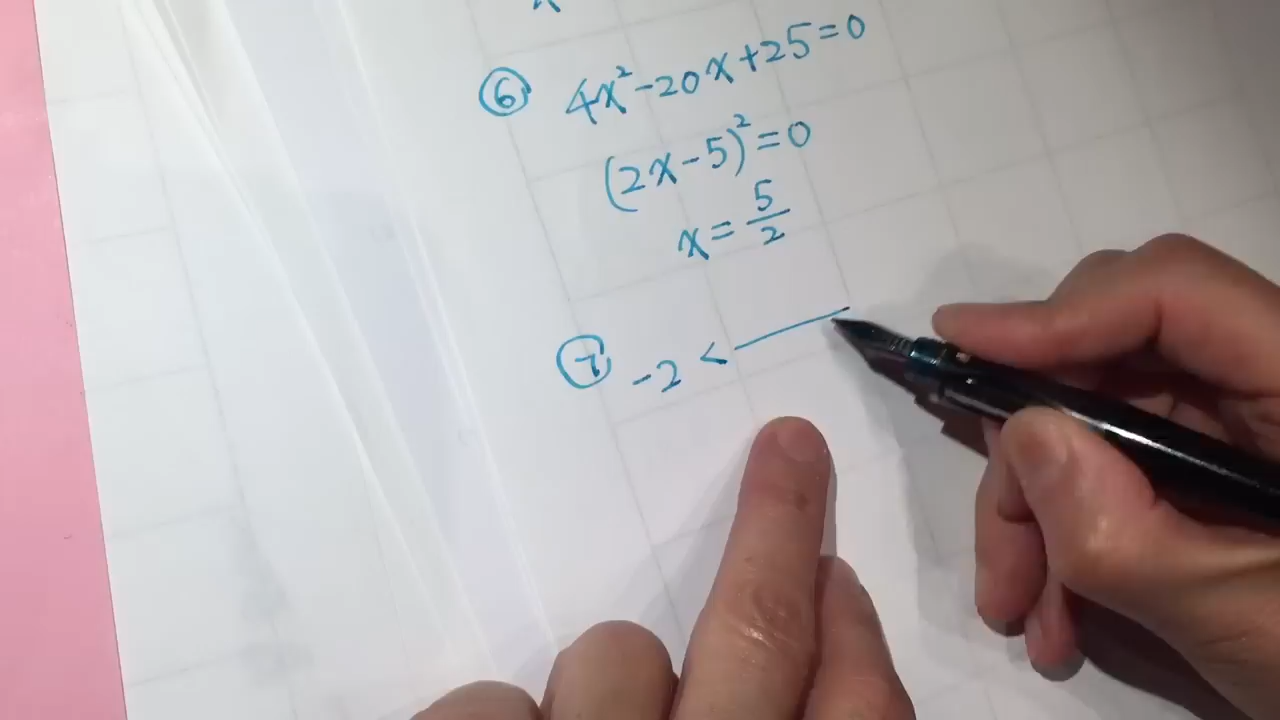 ⑥ 4x²-20x+25=0
(2x-5)²=0
x=5/2
⑦ -2<